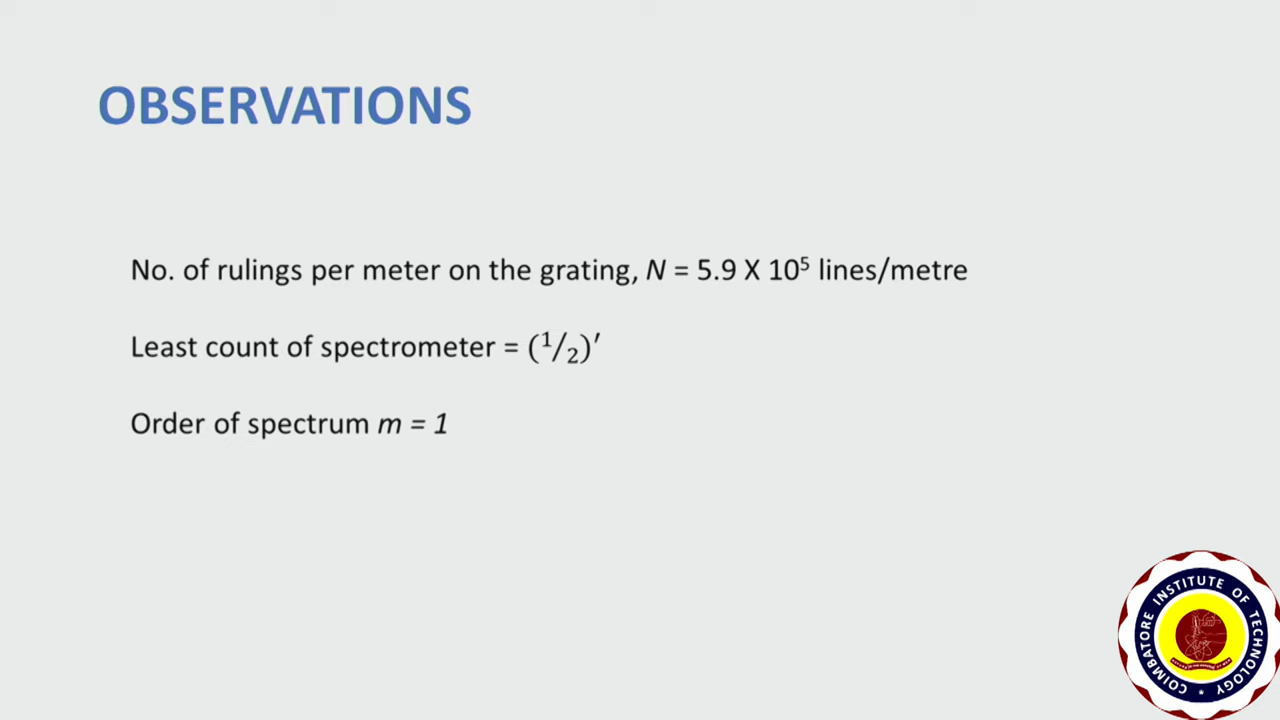 OBSERVATIONS
No. of rulings per meter on the grating, N = 5.9 X 10⁵ lines/metre
Least count of spectrometer = (¹/₂)′
Order of spectrum m = 1
COIMBATORE INSTITUTE OF TECHNOLOGY